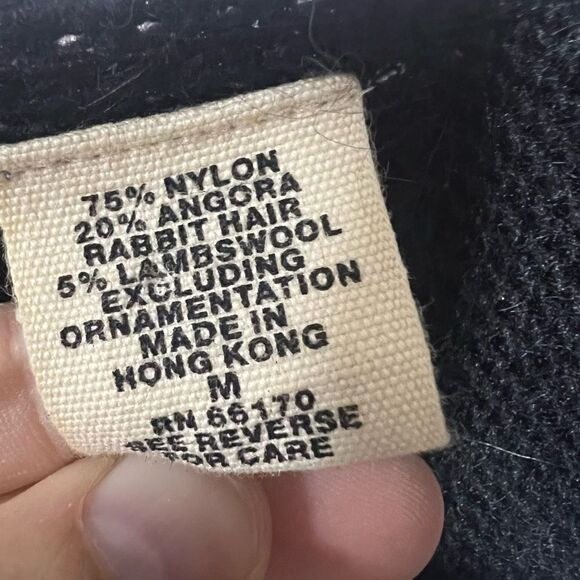 75% NYLON
20% ANGORA
RABBIT HAIR
5% LAMBSWOOL
EXCLUDING
ORNAMENTATION
MADE IN
HONG KONG
M
RN 66170
SEE REVERSE
FOR CARE